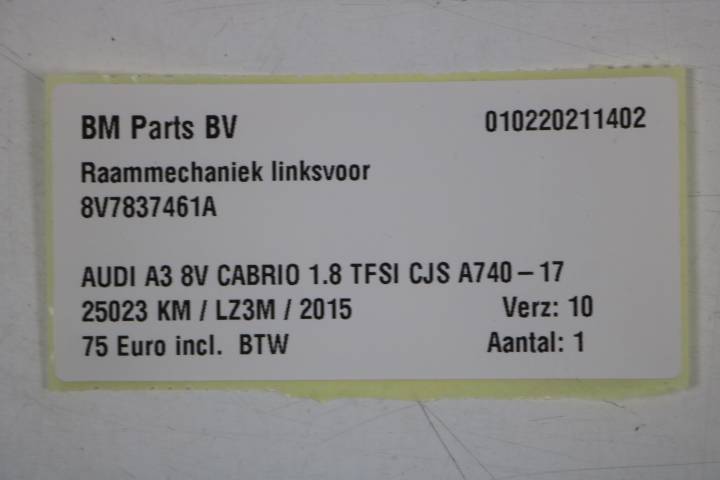 BM Parts BV 010220211402
Raammechaniek linksvoor
8V7837461A
AUDI A3 8V CABRIO 1.8 TFSI CJS A740-17
25023 KM / LZ3M / 2015 Verz: 10
75 Euro incl. BTW Aantal: 1